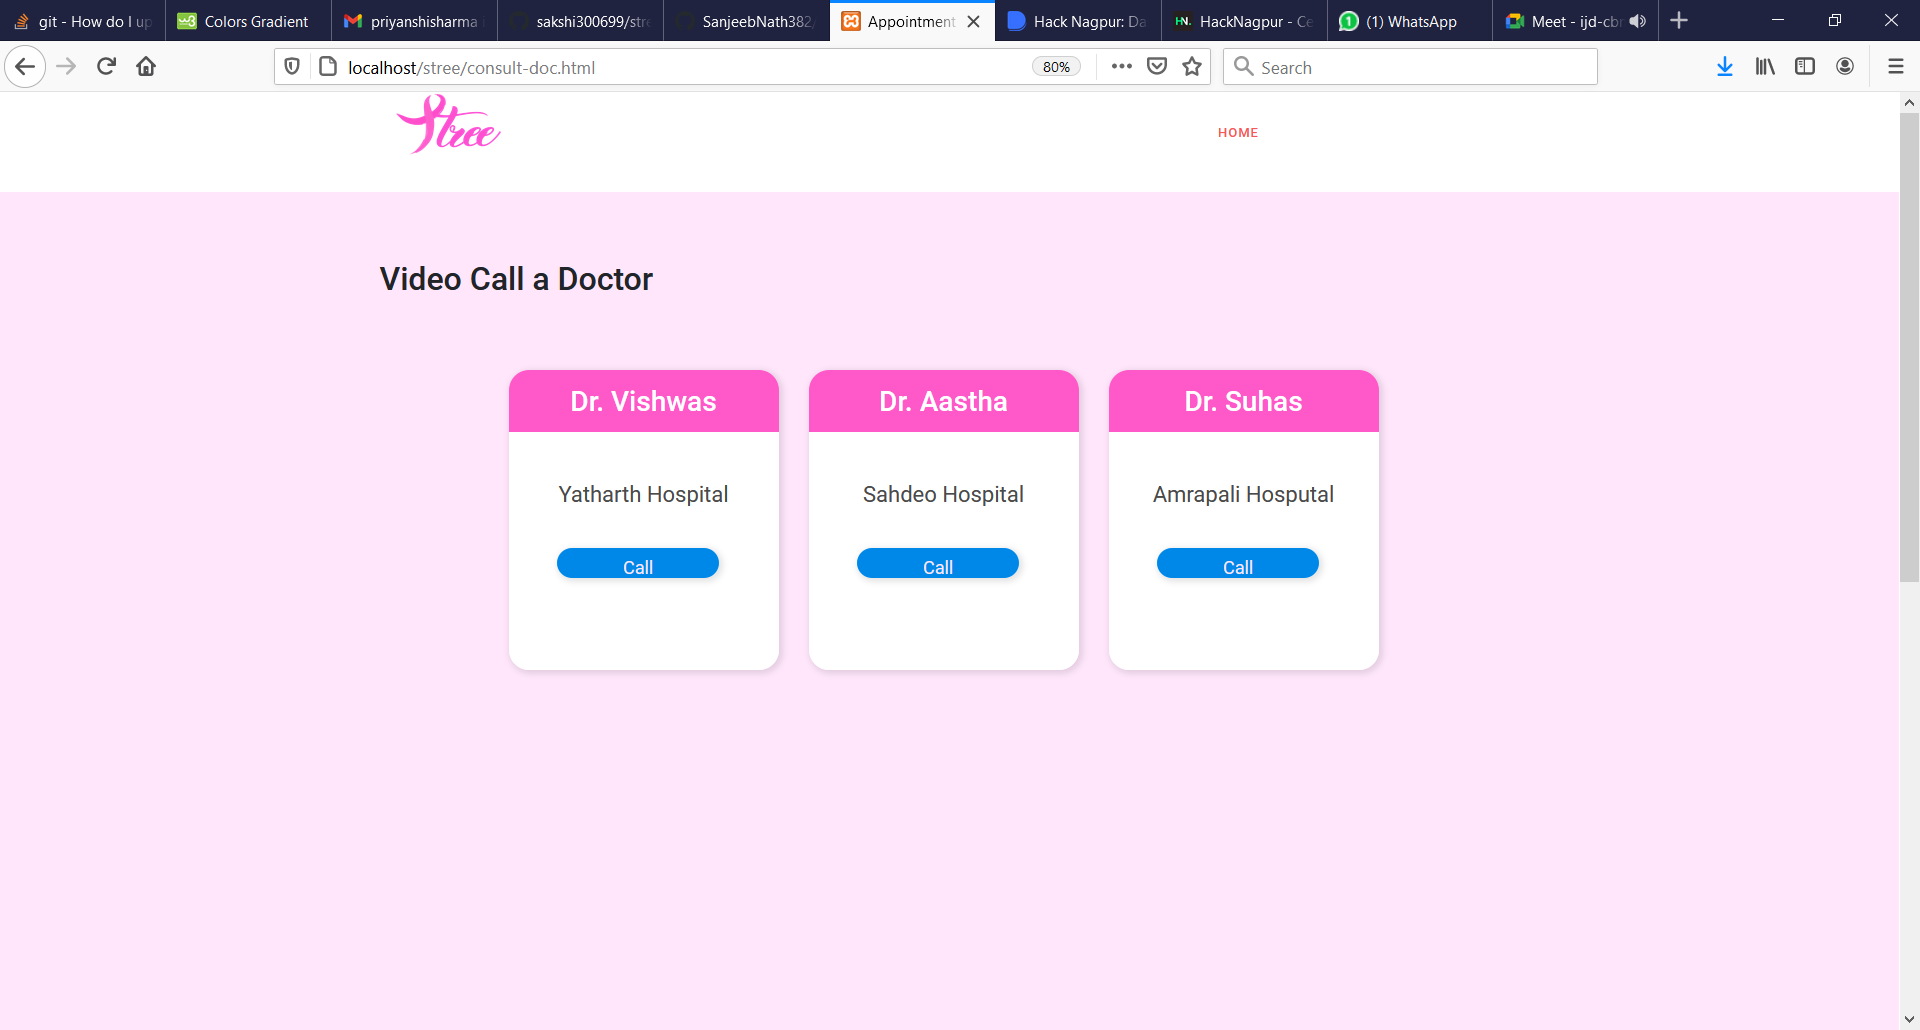 git - How do I up
Colors Gradient
priyanshisharma
sakshi300699/stre
SanjeebNath382/
Appointment
Hack Nagpur: Da
HN.
HackNagpur - Ce
1
(1) WhatsApp
Meet - ijd-cbr
localhost/stree/consult-doc.html
80%
Search
Stree
HOME
Video Call a Doctor
Dr. Vishwas
Yatharth Hospital
Call
Dr. Aastha
Sahdeo Hospital
Call
Dr. Suhas
Amrapali Hosputal
Call